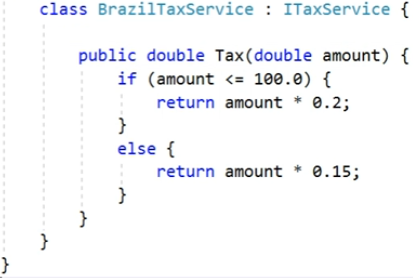 class BrazilTaxService : ITaxService {
public double Tax(double amount) {
if (amount <= 100.0) {
return amount * 0.2;
}
else {
return amount * 0.15;
}
}
}
}